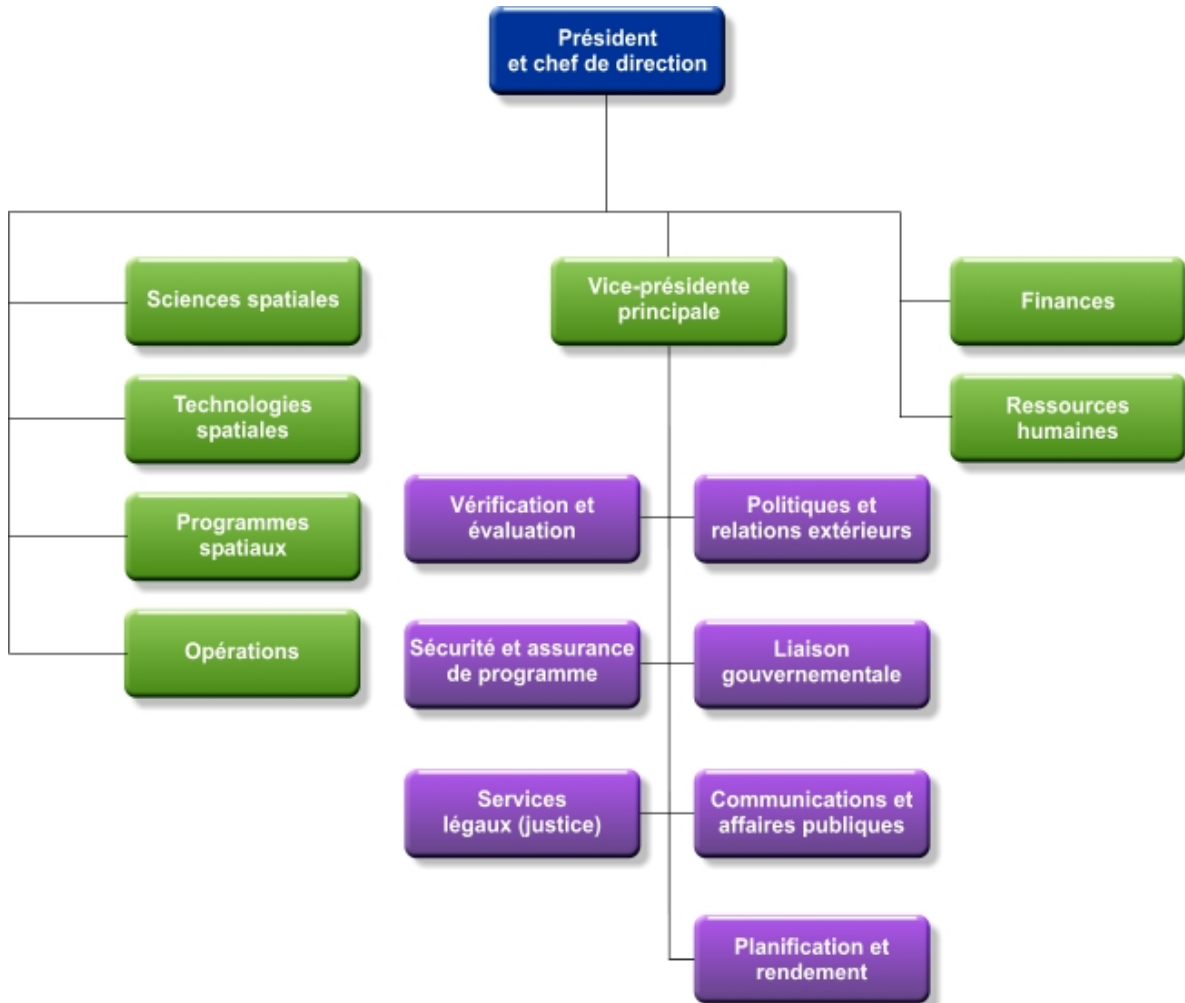 Président
et chef de direction
Sciences spatiales
Vice-présidente
principale
Finances
Technologies
spatiales
Ressources
humaines
Programmes
spatiaux
Vérification et
évaluation
Politiques et
relations extérieurs
Opérations
Sécurité et assurance
de programme
Liaison
gouvernementale
Services
légaux (justice)
Communications et
affaires publiques
Planification et
rendement